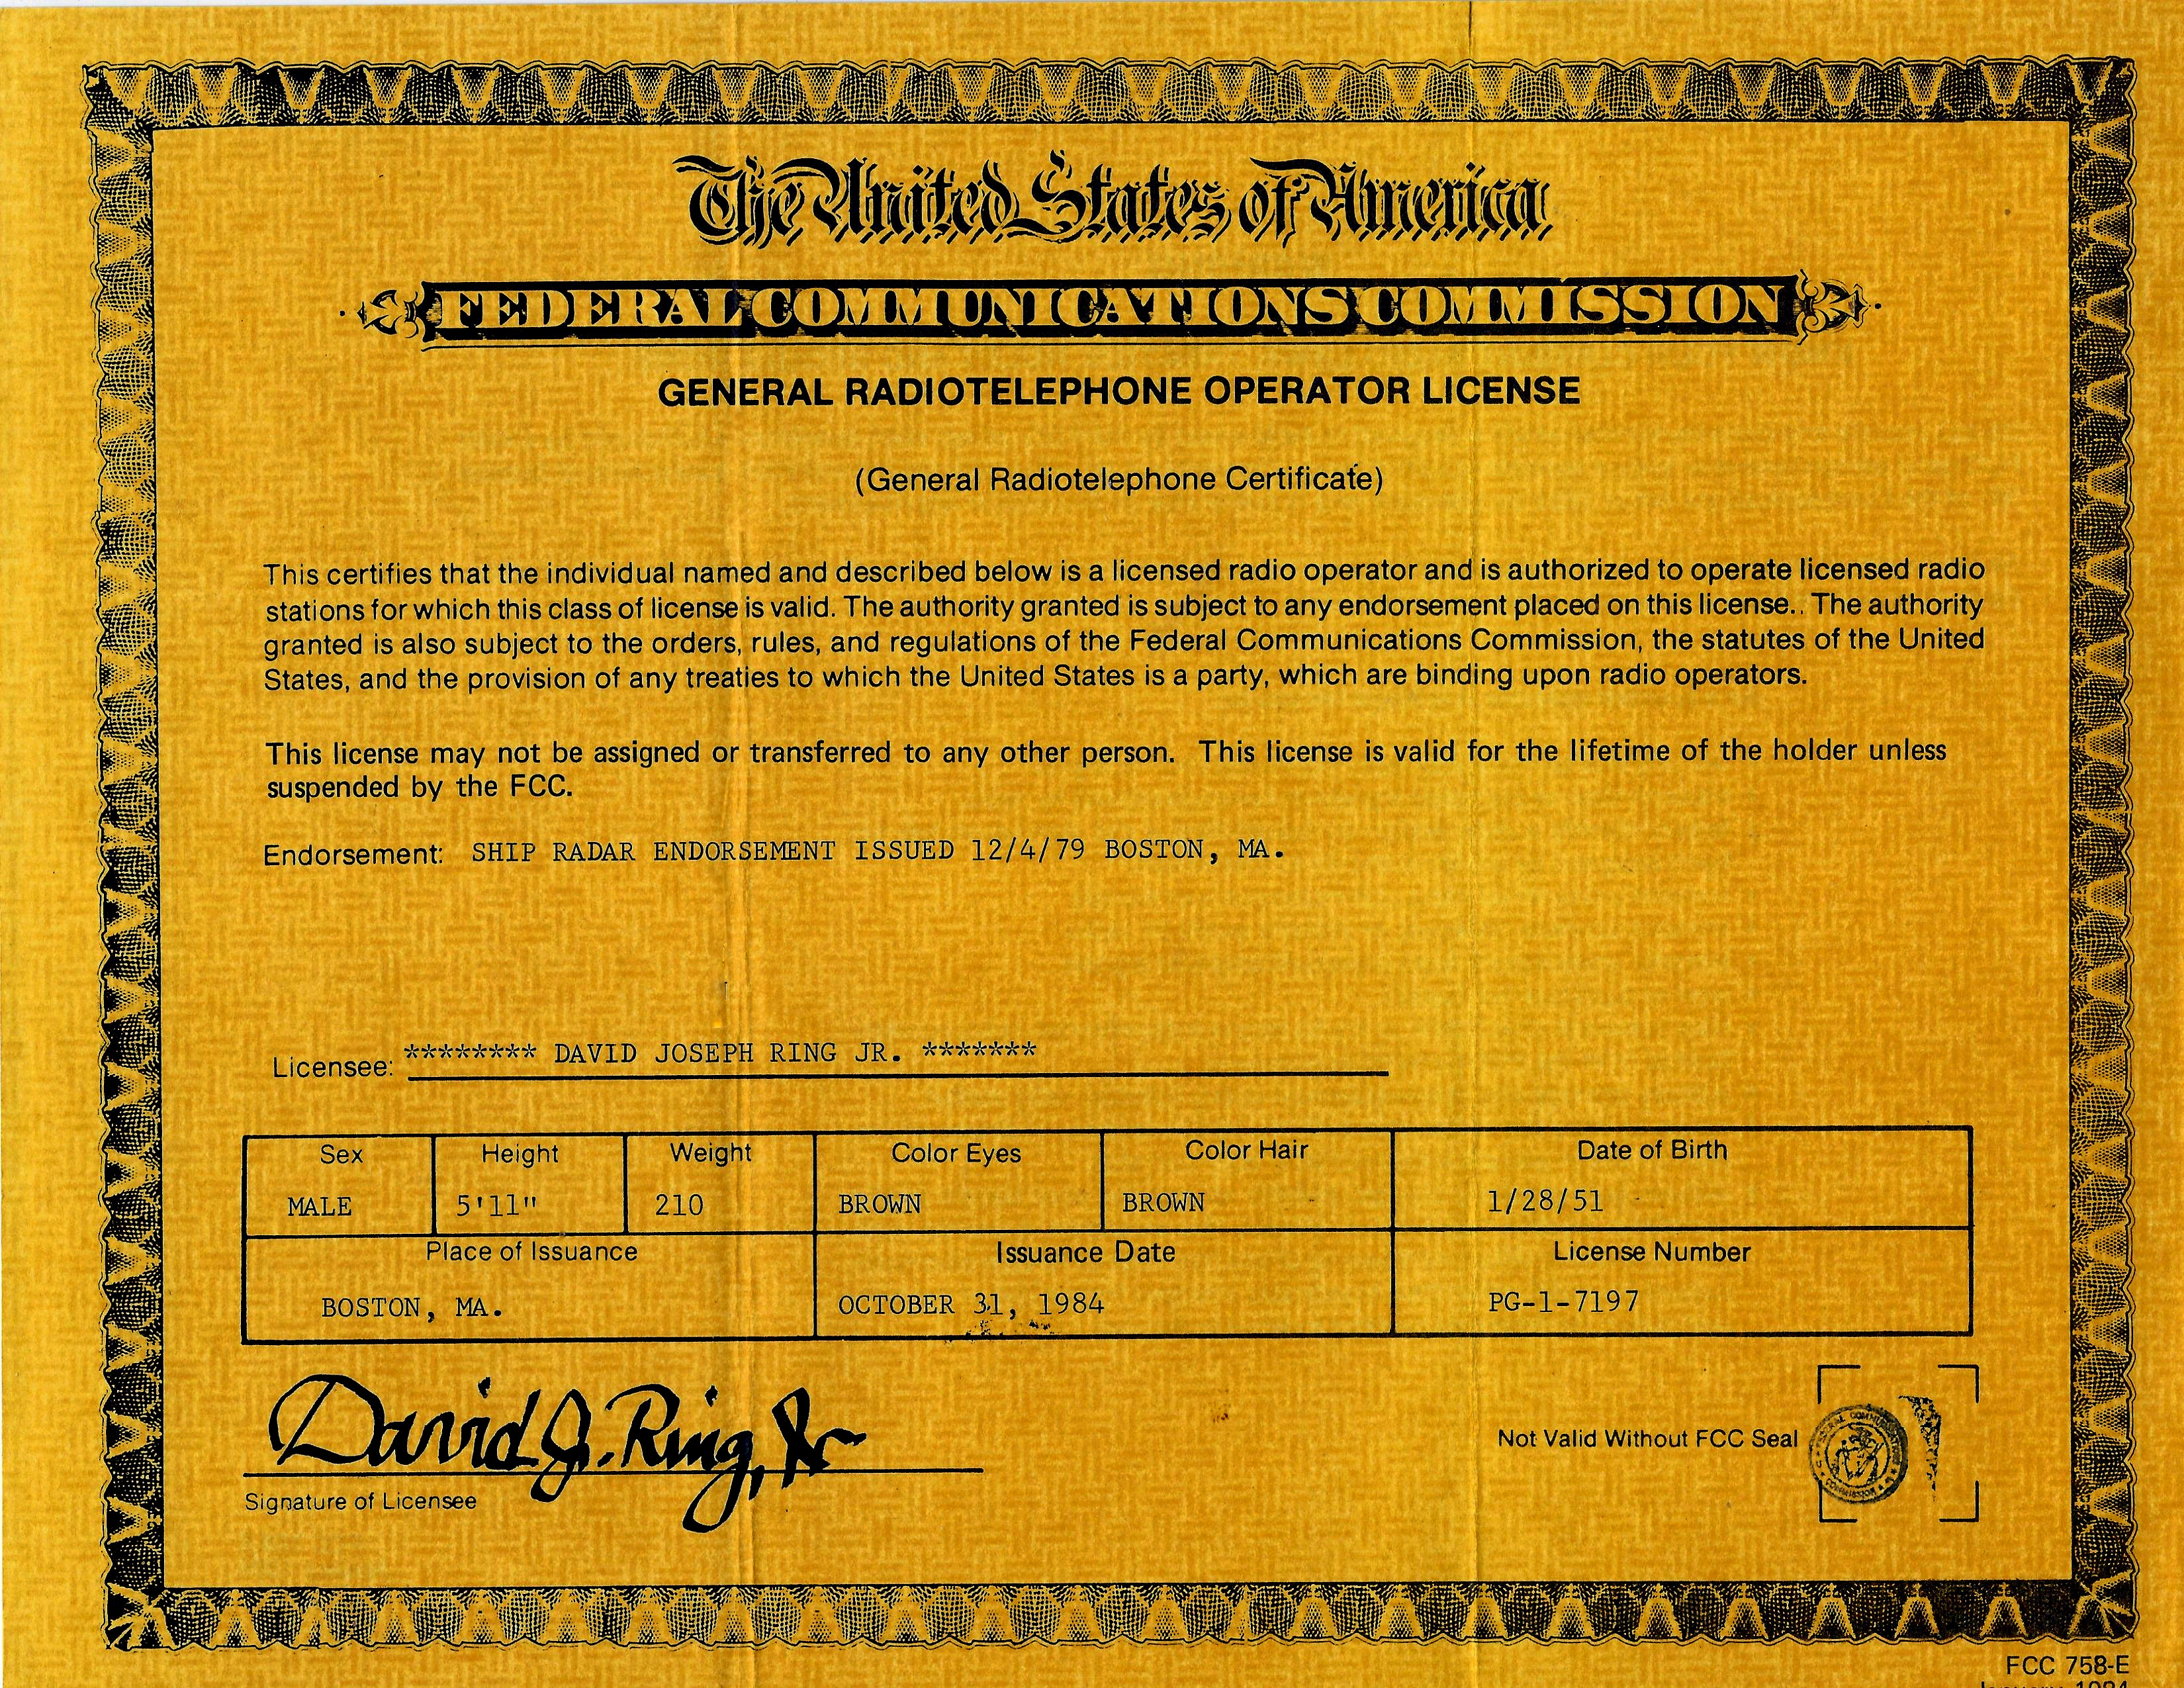 The United States of America
FEDERAL COMMUNICATIONS COMMISSION
GENERAL RADIOTELEPHONE OPERATOR LICENSE
(General Radiotelephone Certificate)
This certifies that the individual named and described below is a licensed radio operator and is authorized to operate licensed radio
stations for which this class of license is valid. The authority granted is subject to any endorsement placed on this license.. The authority
granted is also subject to the orders, rules, and regulations of the Federal Communications Commission, the statutes of the United
States, and the provision of any treaties to which the United States is a party, which are binding upon radio operators.
This license may not be assigned or transferred to any other person. This license is valid for the lifetime of the holder unless
suspended by the FCC.
Endorsement: SHIP RADAR ENDORSEMENT ISSUED 12/4/79 BOSTON, MA.
Licensee: ******** DAVID JOSEPH RING JR. *******
Sex Height Weight Color Eyes Color Hair Date of Birth
MALE 5'11" 210 BROWN BROWN 1/28/51
Place of Issuance Issuance Date License Number
BOSTON, MA. OCTOBER 31, 1984 PG-1-7197
David J. Ring, Jr
Not Valid Without FCC Seal
Signature of Licensee
FCC 758-E
January 1984